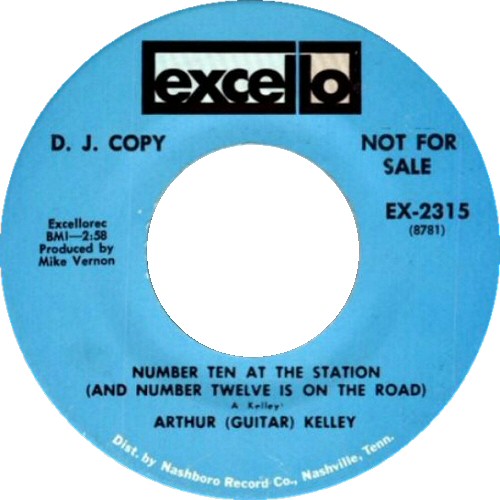 excello
D. J. COPY
NOT FOR
SALE
EX-2315
(8781)
Excellorec
BMI—2:58
Produced by
Mike Vernon
NUMBER TEN AT THE STATION
(AND NUMBER TWELVE IS ON THE ROAD)
A Kelley)
ARTHUR (GUITAR) KELLEY
Dist. by Nashboro Record Co., Nashville, Tenn.